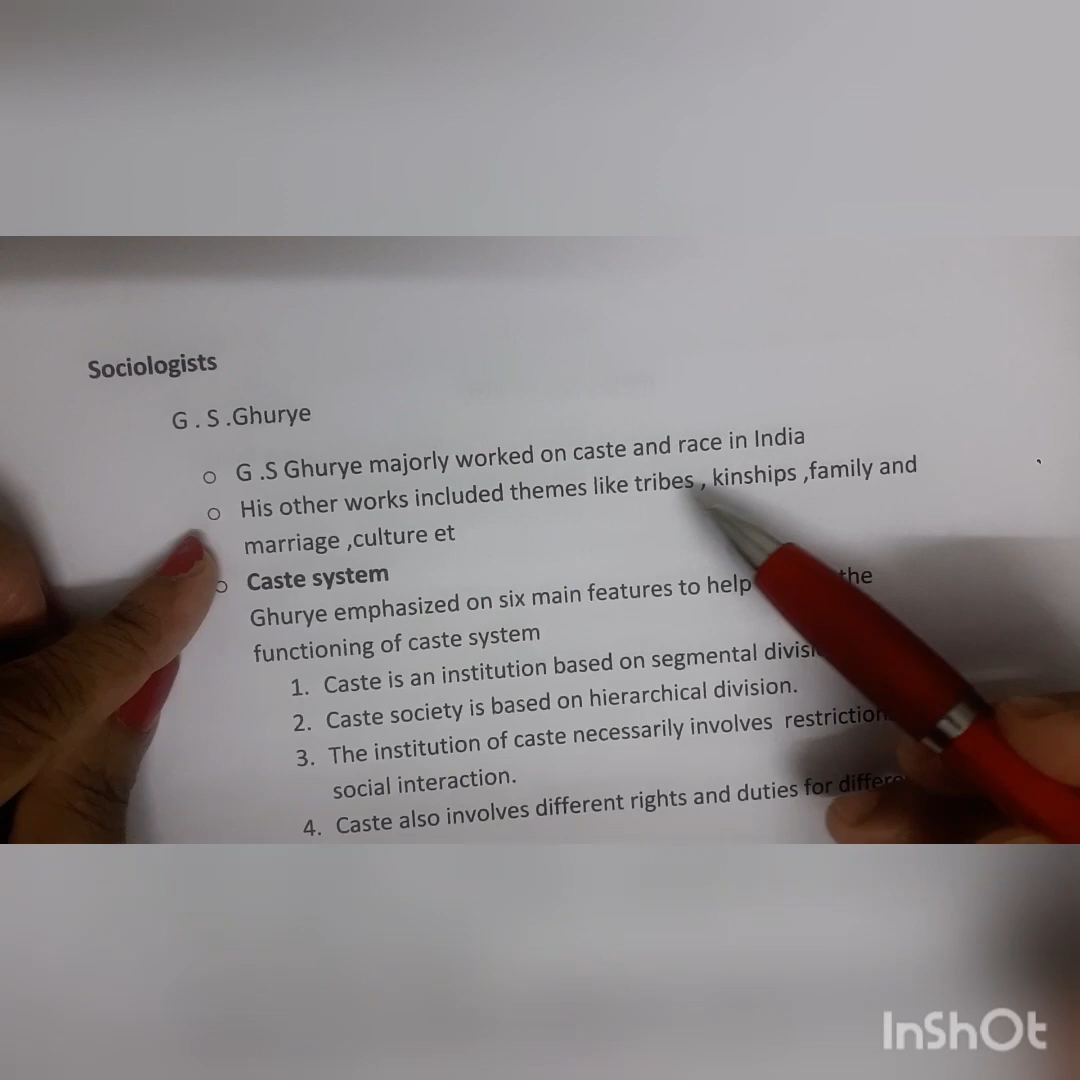 Sociologists
G . S .Ghurye
o G .S Ghurye majorly worked on caste and race in India
o His other works included themes like tribes , kinships ,family and
marriage ,culture et
o Caste system
Ghurye emphasized on six main features to help the
functioning of caste system
1. Caste is an institution based on segmental
2. Caste society is based on hierarchical division.
3. The institution of caste necessarily involves restriction
social interaction.
4. Caste also involves different rights and duties for
InShOt